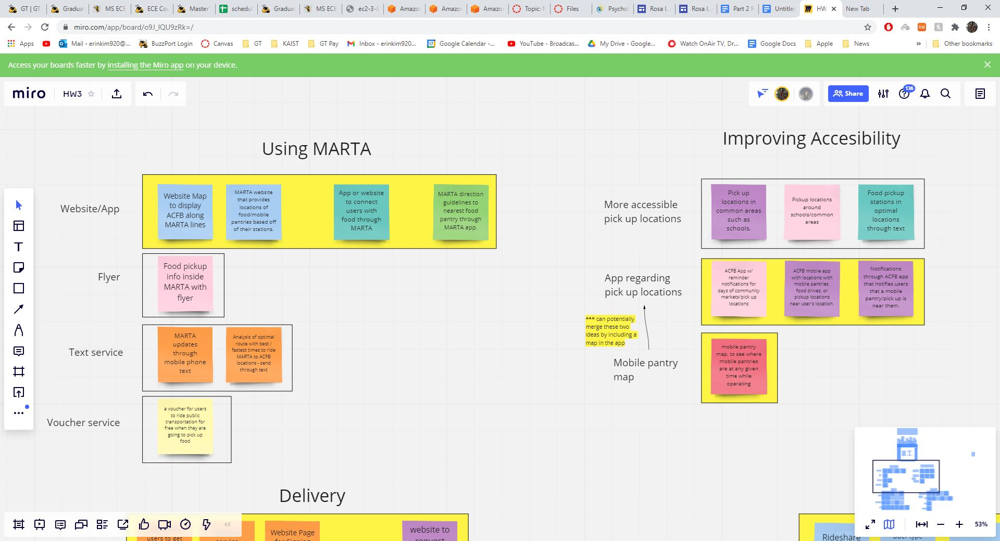 GT | GT
Graduat
MS ECE
ECE Cou
Master'
schedul
Graduat
MS ECE
ec2-3-8
Amazon
Amazon
Amazon
Topic: N
Files
Psychol
Rosa I. A
Rosa I. A
Part 2 R
Untitled
HW
New Tab
miro.com/app/board/o9J_lQU9zRk=/
Apps
Mail - erinkim920@...
BuzzPort Login
Canvas
GT
KAIST
GT Pay
Inbox - erinkim920...
Google Calendar -...
YouTube - Broadcas...
My Drive - Google...
Watch OnAir TV, Dr...
Google Docs
Apple
News
»
Other bookmarks
Access your boards faster by installing the Miro app on your device.
miro
HW3
Share
136
Using MARTA
Website/App
Website Map
to display
ACFB along
MARTA lines
MARTA website
that provides
locations of
food/mobile
pantries based off
of their stations.
App or website
to connect
users with
food through
MARTA
MARTA direction
guidelines to
nearest food
pantry through
MARTA app.
Flyer
Food pickup
info inside
MARTA with
flyer
Text service
MARTA
updates
through
mobile phone
text
Analysis of optimal
route with best /
fastest times to ride
MARTA to ACFB
locations - send
through text
Voucher service
a voucher for users
to ride public
transportation for
free when they are
going to pick up
food
Improving Accesibility
More accessible
pick up locations
Pick up
locations in
common areas
such as
schools.
Pickup locations
around
schools/common
areas
Food pickup
stations in
optimal
locations
through text
App regarding
pick up locations
ACFB App w/
reminder
notifications for
days of community
markets/pick up
locations
ACFB mobile app
with locations with
mobile pantries,
food drives, or
pickup locations
near user's location.
Notifications
through ACFB app
that notifies users
that a mobile
pantry/pick up is
near them.
*** can potentially
merge these two
ideas by including a
map in the app
Mobile pantry
map
mobile pantry
map, to see where
mobile pantries
are at any given
time while
operating
Delivery
users to get
service
Website Page
for Signing
website to
request
Rideshare
Uber type
53%